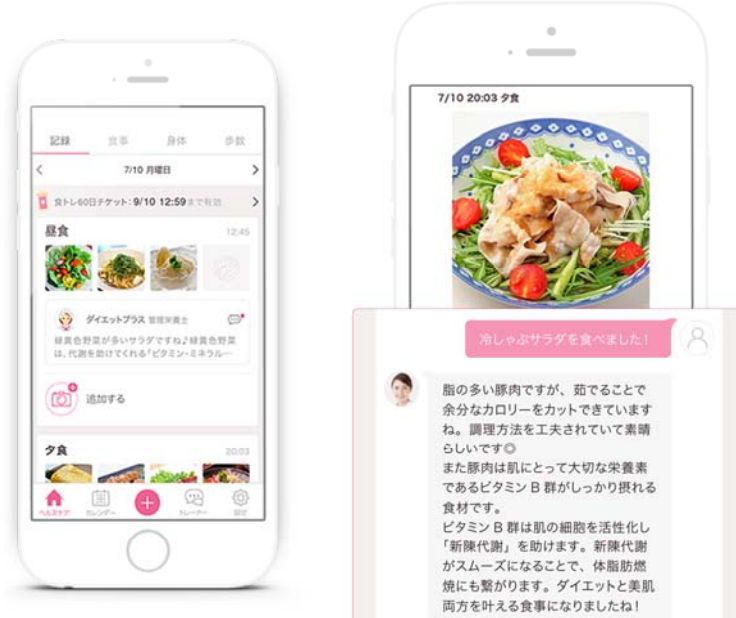 記録 食事 身体 歩数
7/10 月曜日
食トレ60日チケット:9/10 12:59まで有効
昼食 12:45
ダイエットプラス 管理栄養士
緑黄色野菜が多いサラダですね♪緑黄色野菜
は、代謝を助けてくれる「ビタミン・ミネラル…
追加する
夕食 20:03
ヘルスケア カレンダー トレーナー 設定
7/10 20:03 夕食
冷しゃぶサラダを食べました!
脂の多い豚肉ですが、茹でることで
余分なカロリーをカットできています
ね。調理方法を工夫されていて素晴
らしいです◎
また豚肉は肌にとって大切な栄養素
であるビタミン B 群がしっかり摂れる
食材です。
ビタミン B 群は肌の細胞を活性化し
「新陳代謝」を助けます。新陳代謝
がスムーズになることで、体脂肪燃
焼にも繋がります。ダイエットと美肌
両方を叶える食事になりましたね!